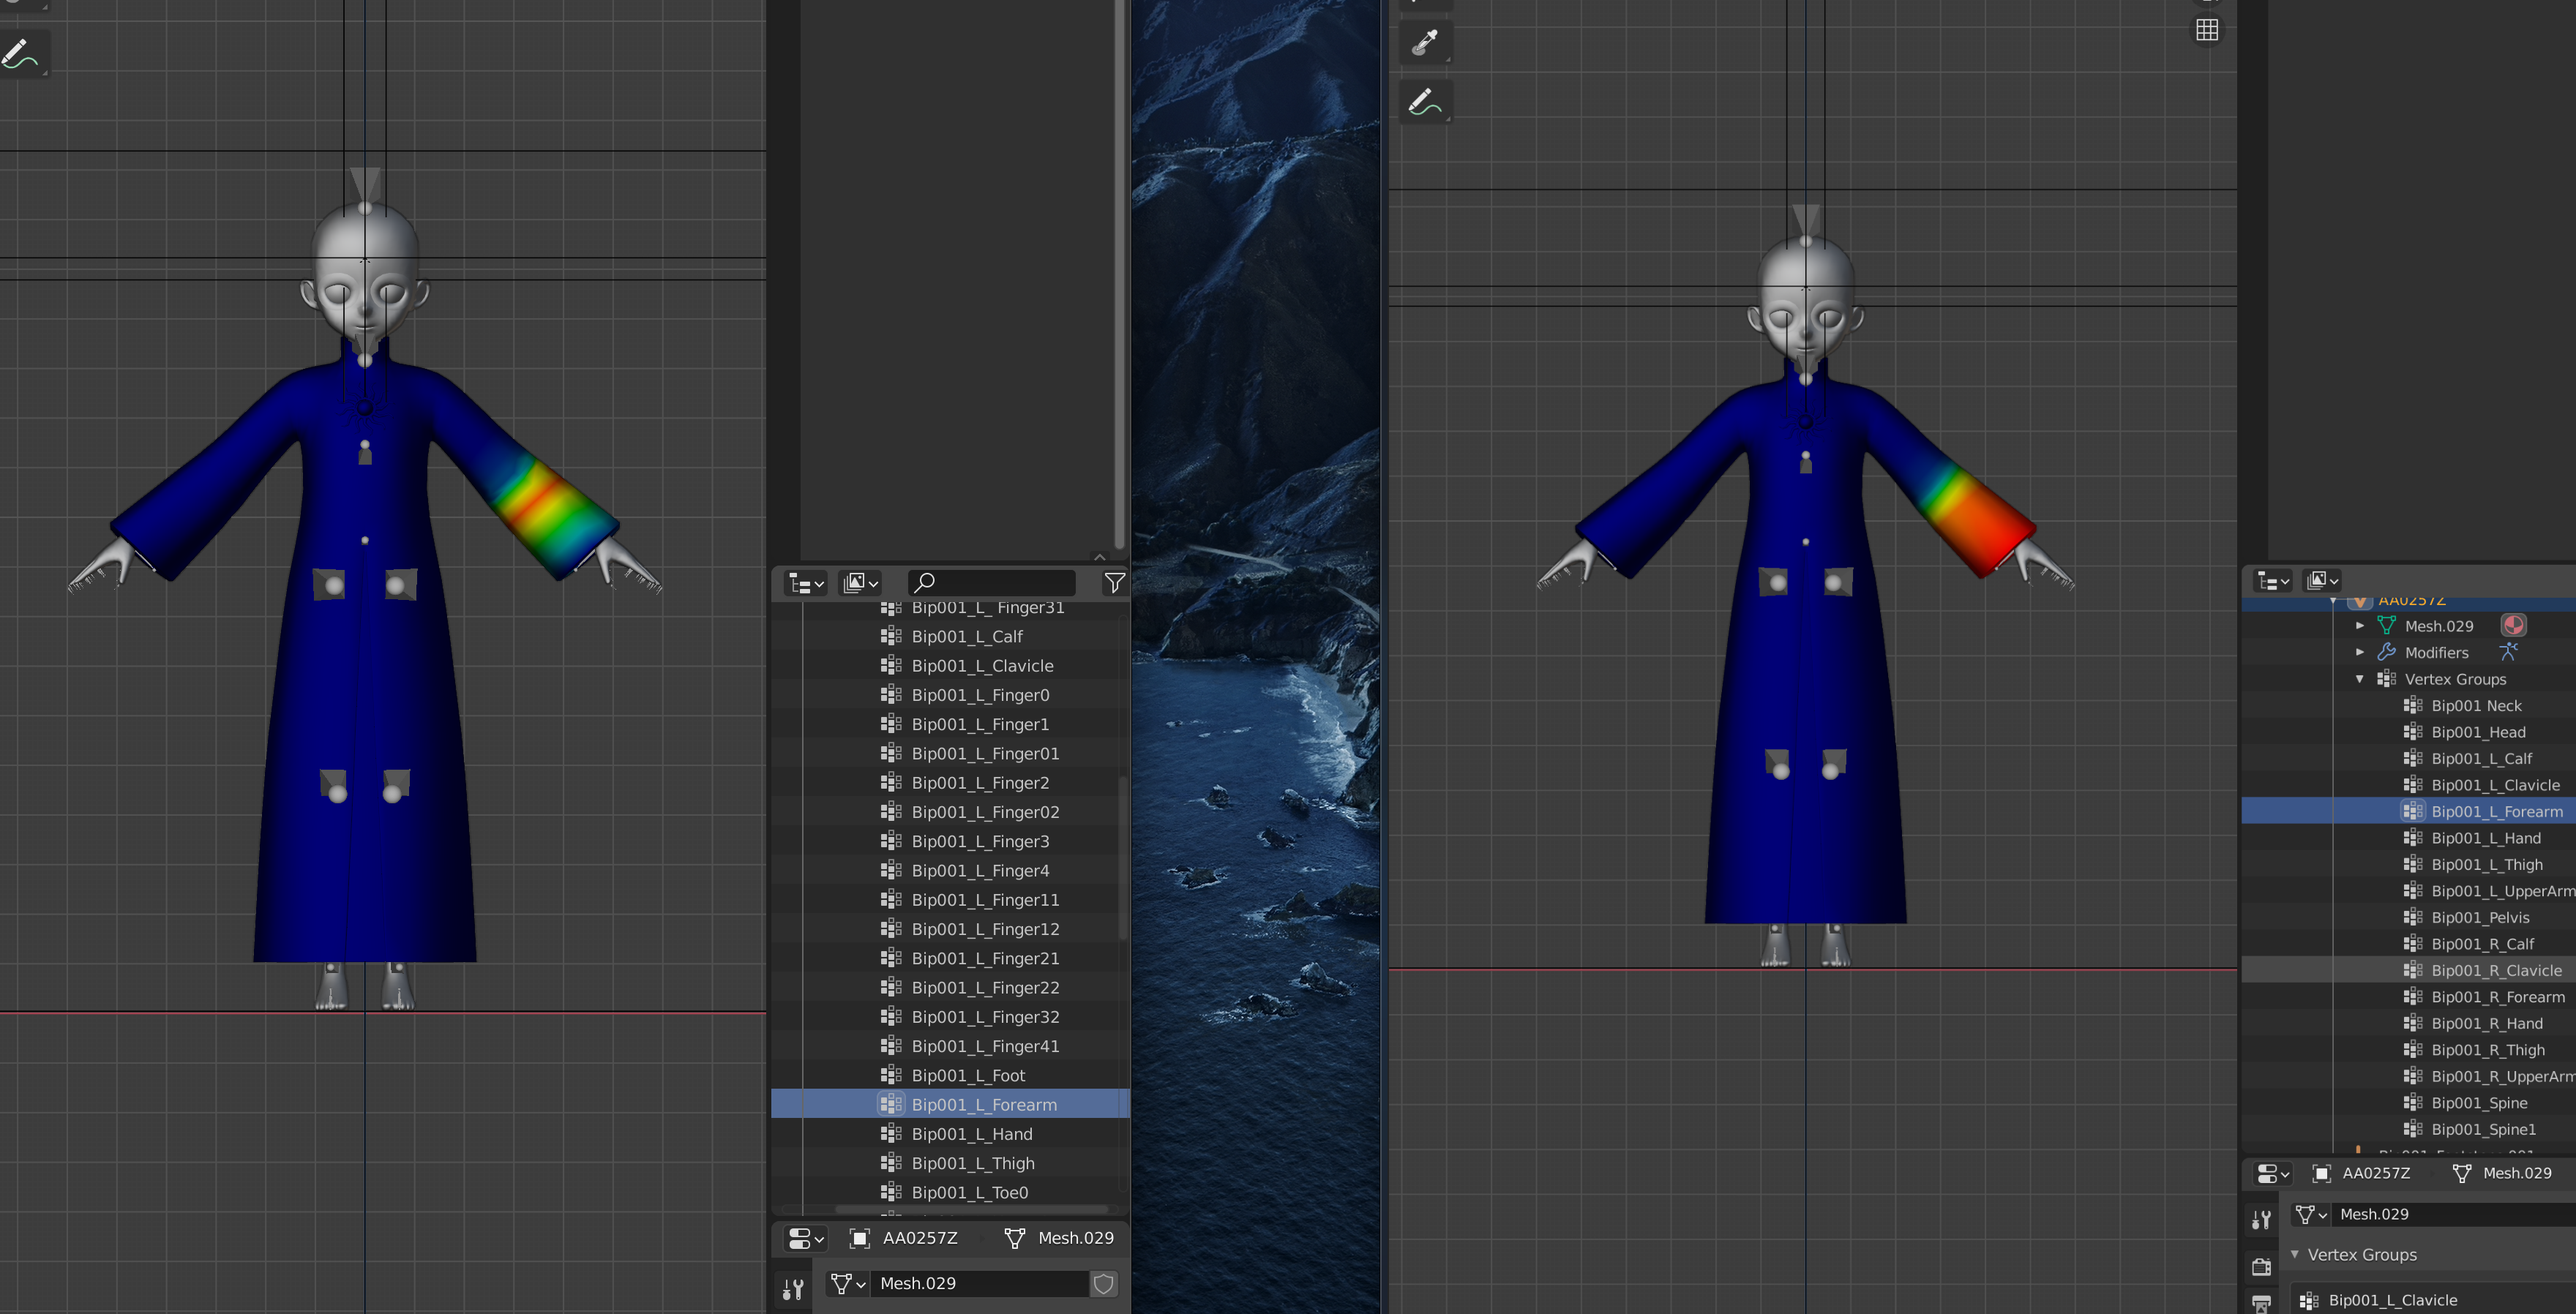 Bip001_L_ Finger31
Bip001_L_Calf
Bip001_L_Clavicle
Bip001_L_Finger0
Bip001_L_Finger1
Bip001_L_Finger01
Bip001_L_Finger2
Bip001_L_Finger02
Bip001_L_Finger3
Bip001_L_Finger4
Bip001_L_Finger11
Bip001_L_Finger12
Bip001_L_Finger21
Bip001_L_Finger22
Bip001_L_Finger32
Bip001_L_Finger41
Bip001_L_Foot
Bip001_L_Forearm
Bip001_L_Hand
Bip001_L_Thigh
Bip001_L_Toe0
AA0257Z Mesh.029
Mesh.029
AA0257Z
Mesh.029
Modifiers
Vertex Groups
Bip001 Neck
Bip001_Head
Bip001_L_Calf
Bip001_L_Clavicle
Bip001_L_Forearm
Bip001_L_Hand
Bip001_L_Thigh
Bip001_L_UpperArm
Bip001_Pelvis
Bip001_R_Calf
Bip001_R_Clavicle
Bip001_R_Forearm
Bip001_R_Hand
Bip001_R_Thigh
Bip001_R_UpperArm
Bip001_Spine
Bip001_Spine1
AA0257Z Mesh.029
Mesh.029
Vertex Groups
Bip001_L_Clavicle